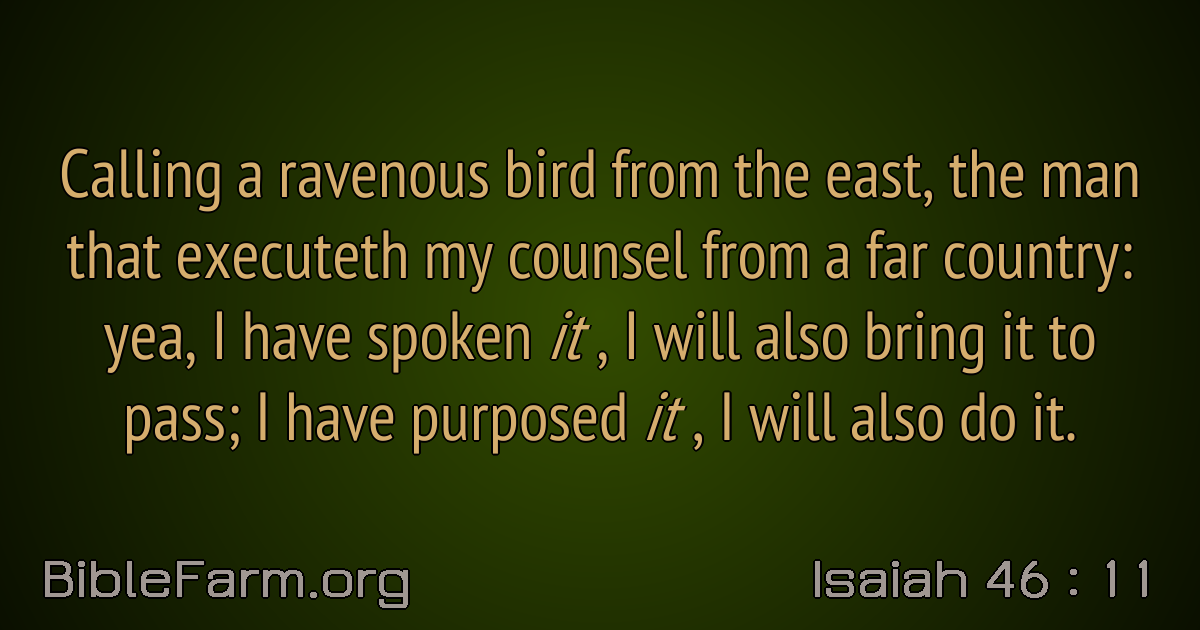 Calling a ravenous bird from the east, the man
that executeth my counsel from a far country:
yea, I have spoken it , I will also bring it to
pass; I have purposed it , I will also do it.
BibleFarm.org
Isaiah 46 : 11